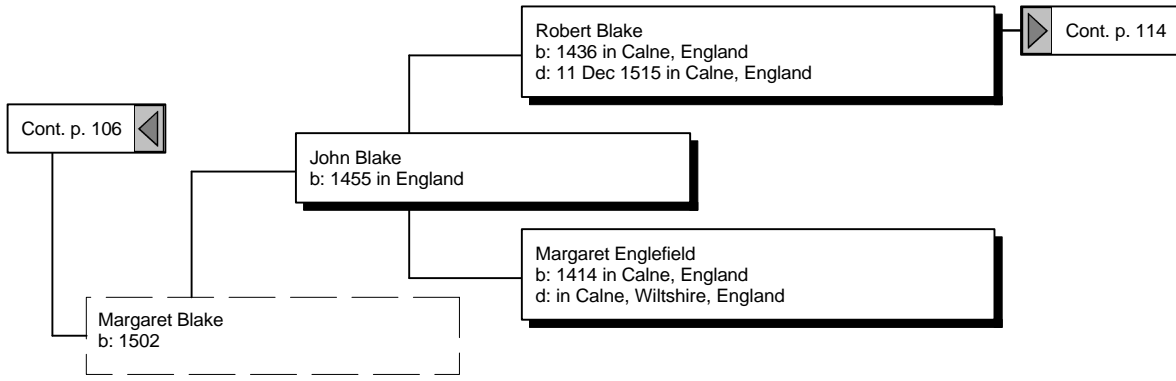 Robert Blake
b: 1436 in Calne, England
d: 11 Dec 1515 in Calne, England
Cont. p. 114
Cont. p. 106
John Blake
b: 1455 in England
Margaret Englefield
b: 1414 in Calne, England
d: in Calne, Wiltshire, England
Margaret Blake
b: 1502